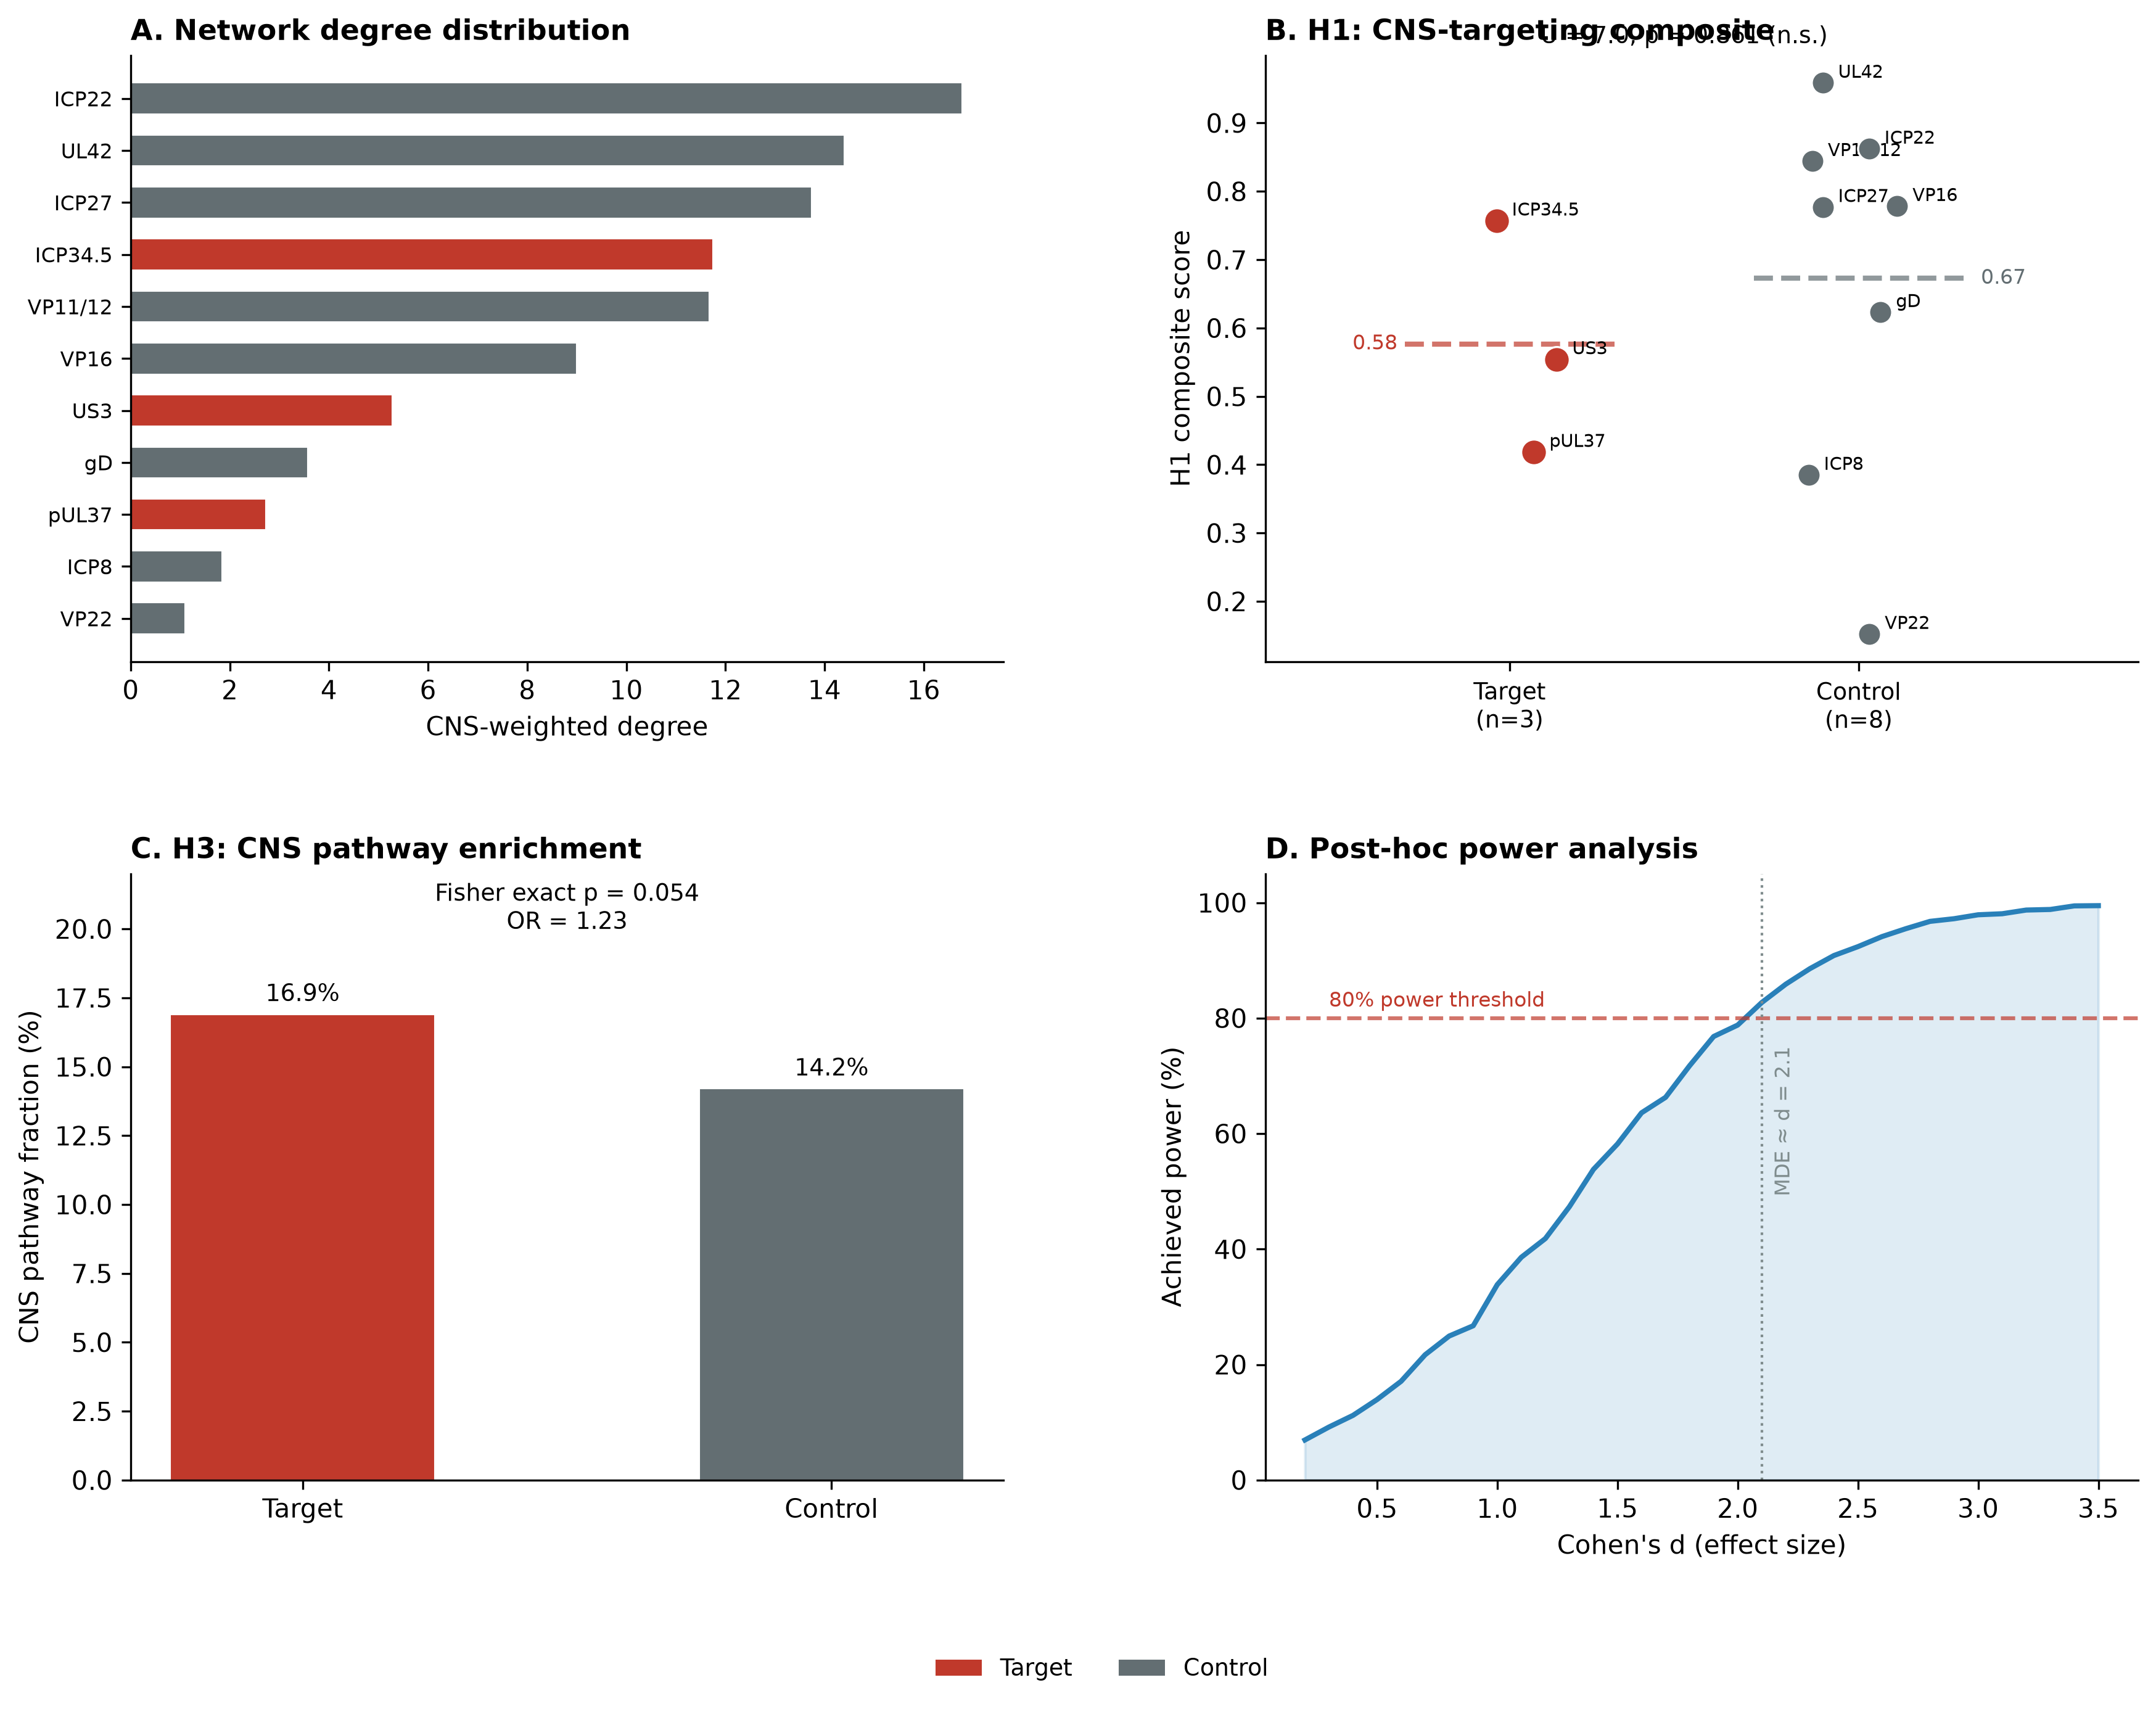 A. Network degree distribution
ICP22
UL42
ICP27
ICP34.5
VP11/12
VP16
US3
gD
pUL37
ICP8
VP22
0 2 4 6 8 10 12 14 16
CNS-weighted degree
B. H1: CNS-targeting composite
(n.s.)
H1 composite score
0.9
0.8
0.7
0.6
0.5
0.4
0.3
0.2
UL42
ICP22
VP11/12
ICP27
VP16
ICP34.5
0.67
gD
0.58
US3
pUL37
ICP8
VP22
Target
(n=3)
Control
(n=8)
C. H3: CNS pathway enrichment
Fisher exact p = 0.054
OR = 1.23
CNS pathway fraction (%)
20.0
17.5
15.0
12.5
10.0
7.5
5.0
2.5
0.0
16.9%
14.2%
Target
Control
D. Post-hoc power analysis
Achieved power (%)
100
80
60
40
20
0
80% power threshold
MDE ≈ d = 2.1
0.5 1.0 1.5 2.0 2.5 3.0 3.5
Cohen's d (effect size)
Target
Control